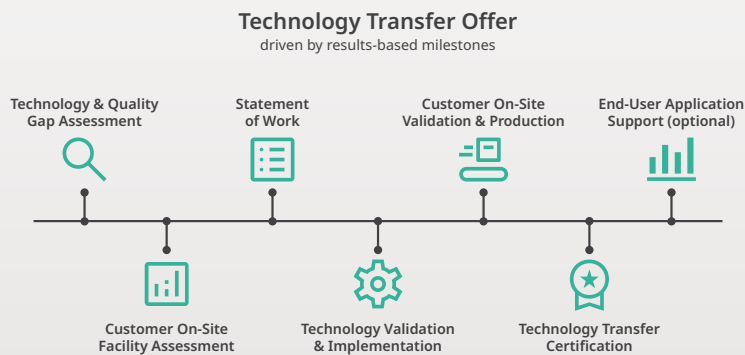 Technology Transfer Offer
driven by results-based milestones
Technology & Quality
Gap Assessment
Statement
of Work
Customer On-Site
Validation & Production
End-User Application
Support (optional)
Customer On-Site
Facility Assessment
Technology Validation
& Implementation
Technology Transfer
Certification